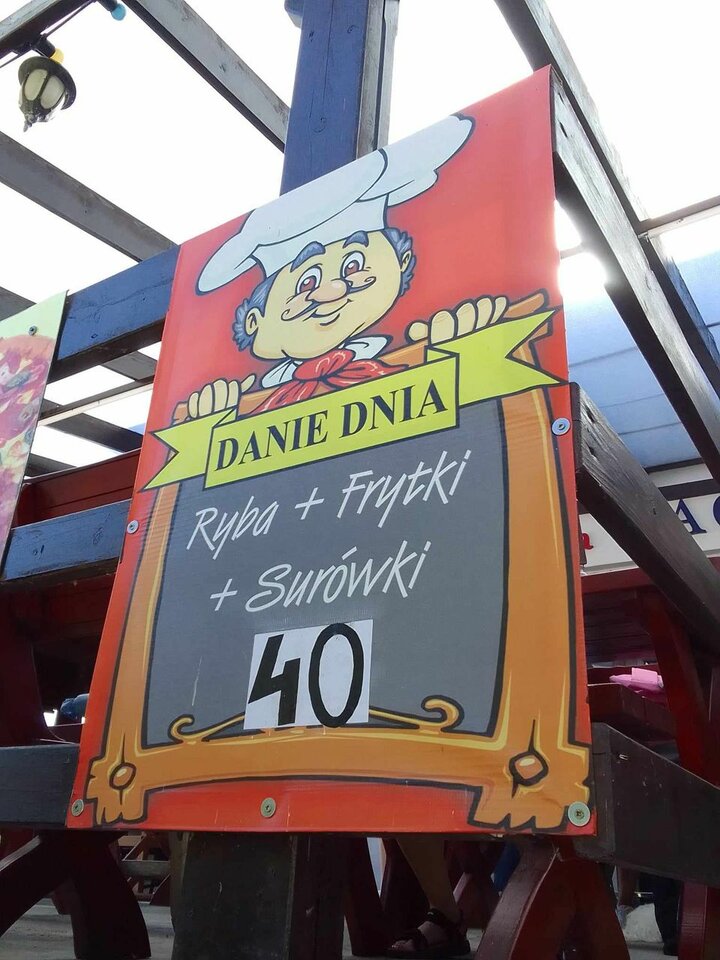 DANIE DNIA
Ryba + Frytki
+ Surówki
40